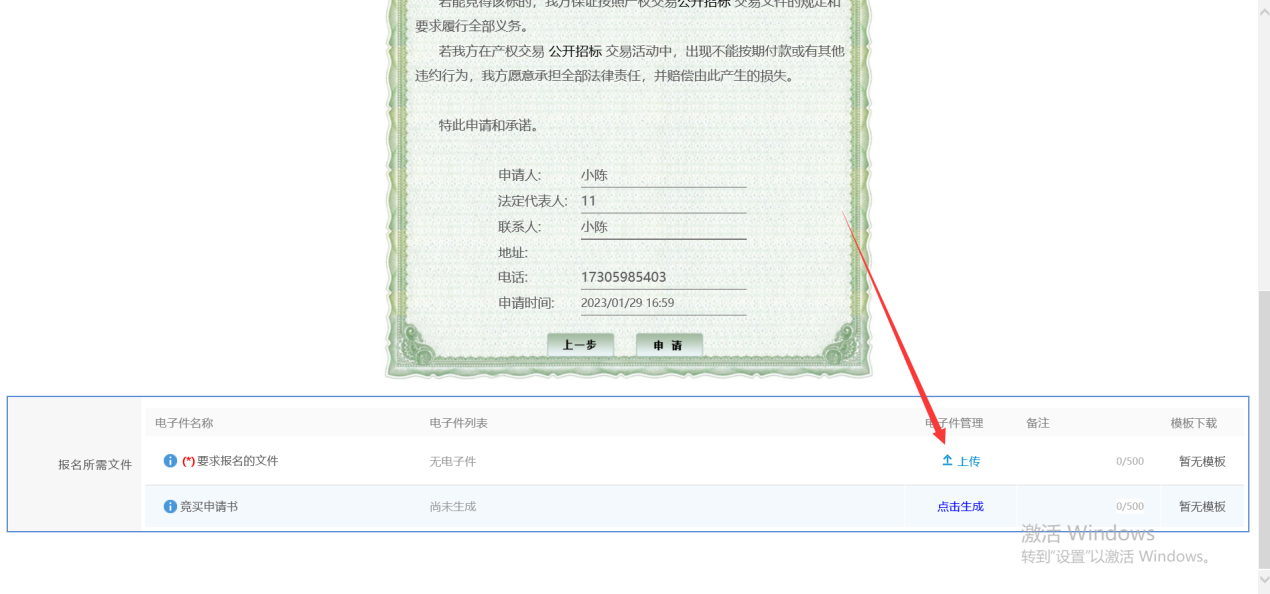 若能竞得该标的，我方保证按照产权交易公开招标 交易文件的规定和
要求履行全部义务。
若我方在产权交易 公开招标 交易活动中，出现不能按期付款或有其他
违约行为，我方愿意承担全部法律责任，并赔偿由此产生的损失。
特此申请和承诺。
申请人: 小陈
法定代表人: 11
联系人: 小陈
地址:
电话: 17305985403
申请时间: 2023/01/29 16:59
上一步 申 请
电子件名称 电子件列表 电子件管理 备注 模板下载
报名所需文件
(*)要求报名的文件 无电子件 上传 0/500 暂无模板
竞买申请书 尚未生成 点击生成 0/500 暂无模板
激活 Windows
转到"设置"以激活 Windows。